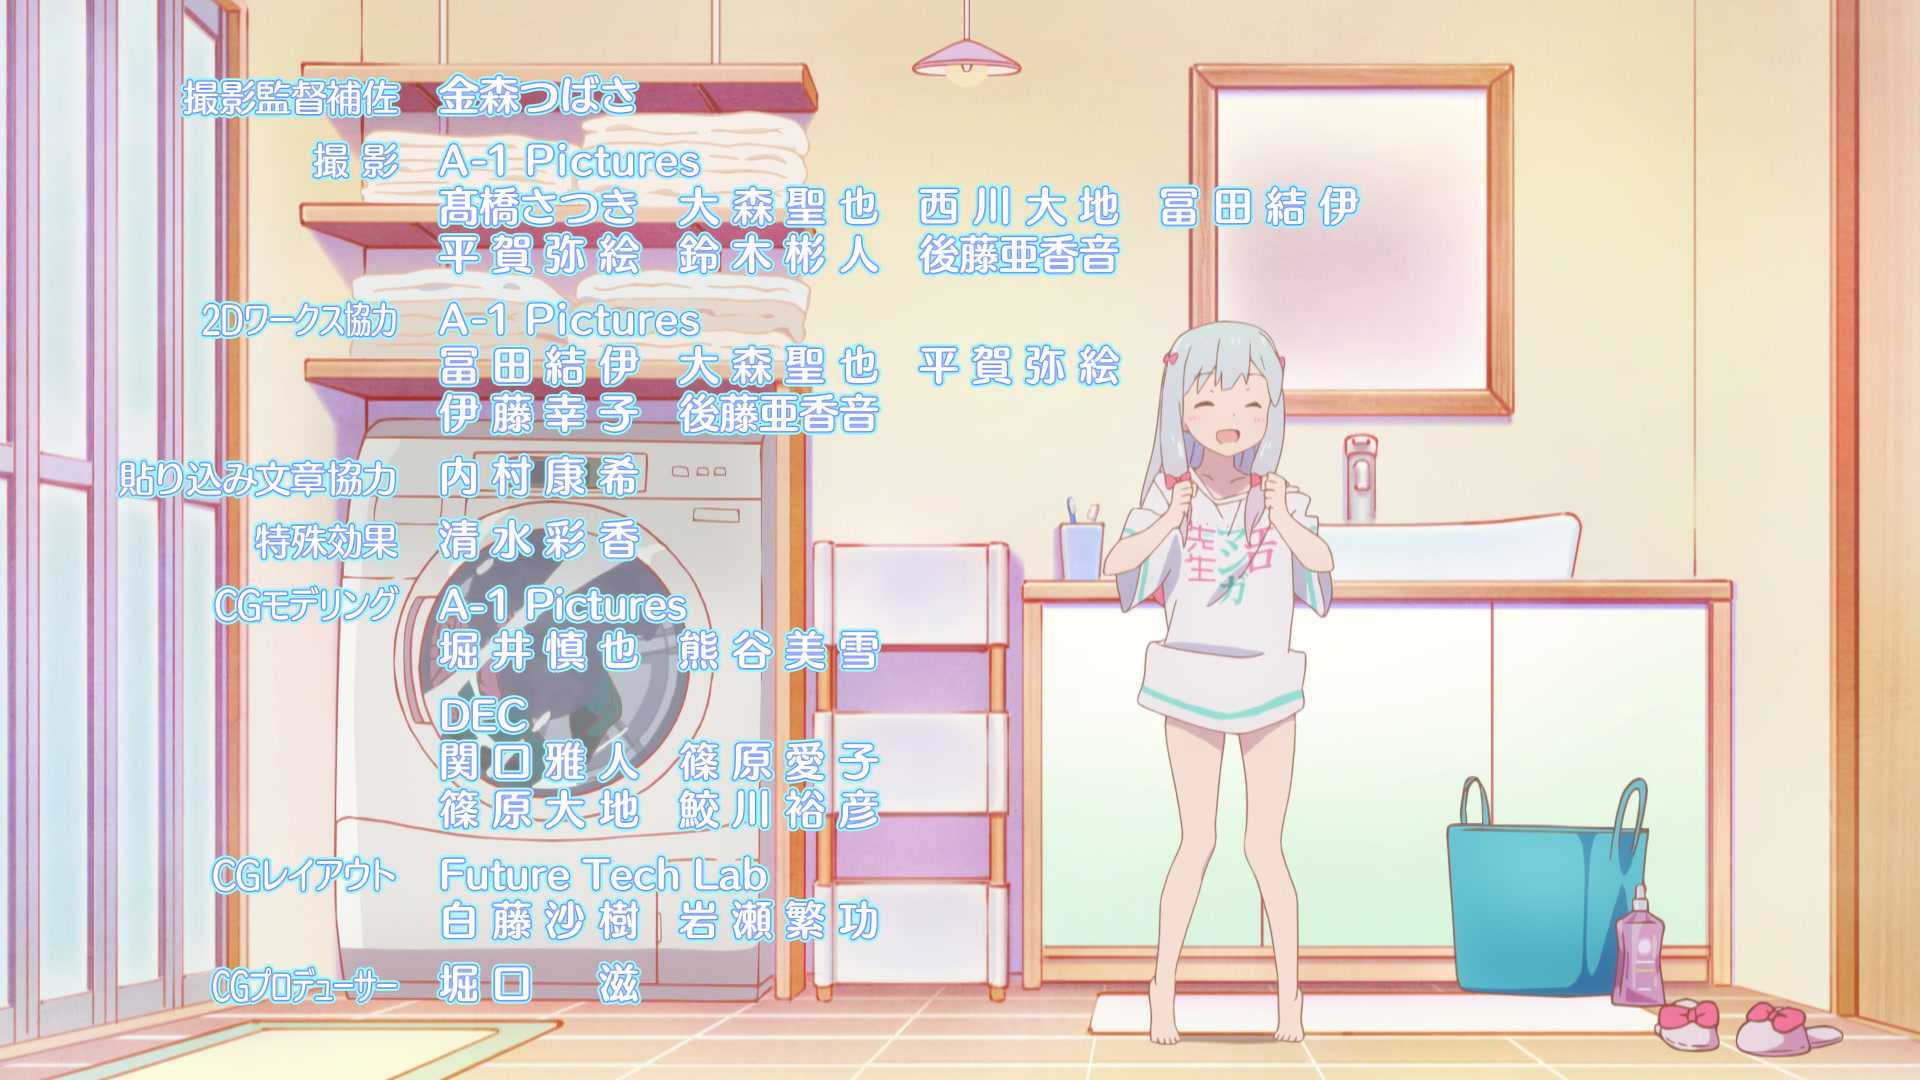 撮影監督補佐 金森つばさ
撮影 A-1 Pictures
髙橋さつき 大森聖也 西川大地 冨田結伊
平賀弥絵 鈴木彬人 後藤亜香音
2Dワークス協力 A-1 Pictures
冨田結伊 大森聖也 平賀弥絵
伊藤幸子 後藤亜香音
貼り込み文章協力 内村康希
特殊効果 清水彩香
CGモデリング A-1 Pictures
堀井慎也 熊谷美雪
DEC
関口雅人 篠原愛子
篠原大地 鮫川裕彦
CGレイアウト Future Tech Lab
白藤沙樹 岩瀬繁功
CGプロデューサー 堀口 滋
マンガ
先生